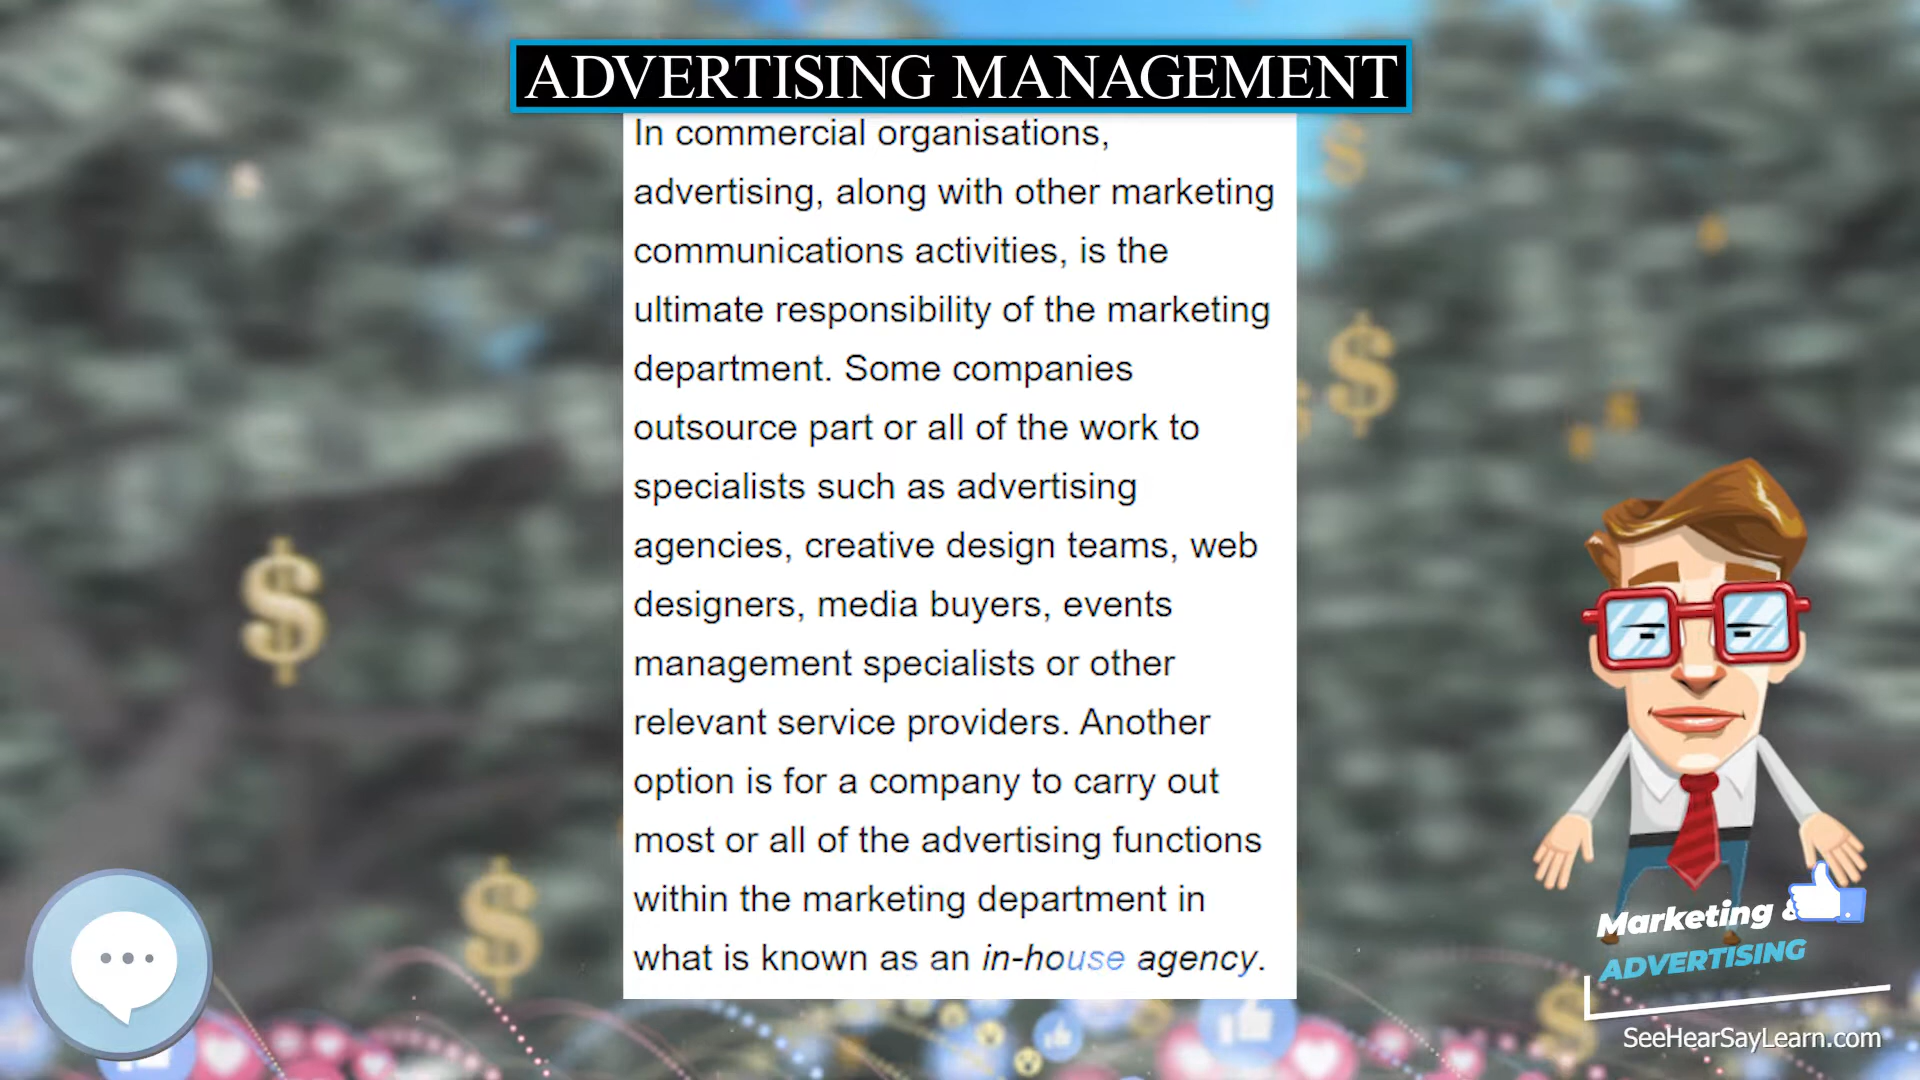 ADVERTISING MANAGEMENT
In commercial organisations,
advertising, along with other marketing
communications activities, is the
ultimate responsibility of the marketing
department. Some companies
outsource part or all of the work to
specialists such as advertising
agencies, creative design teams, web
designers, media buyers, events
management specialists or other
relevant service providers. Another
option is for a company to carry out
most or all of the advertising functions
within the marketing department in
what is known as an in-house agency.
Marketing &
ADVERTISING
SeeHearSayLearn.com